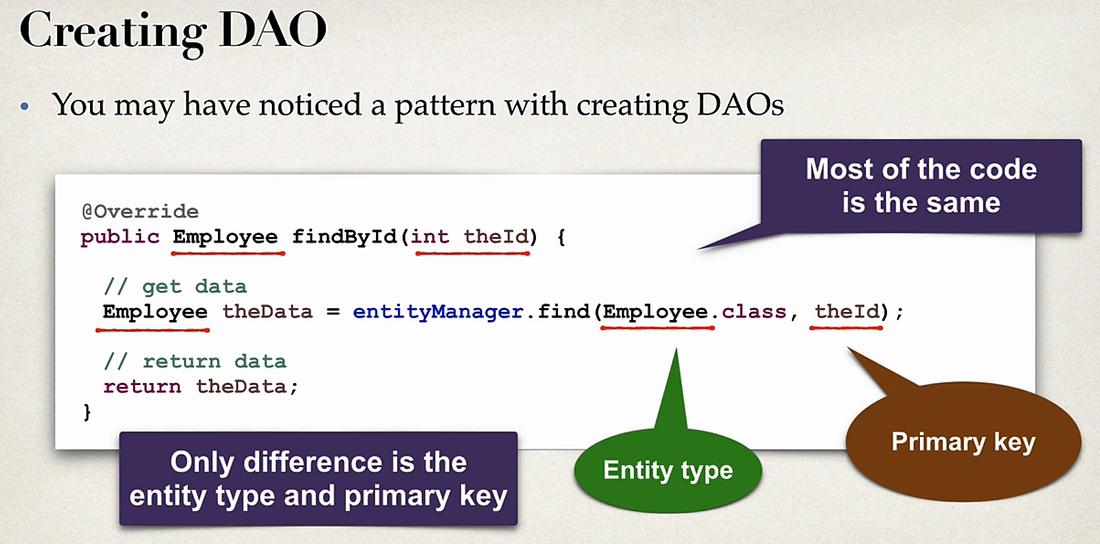 Creating DAO
• You may have noticed a pattern with creating DAOs
Most of the code
is the same
@Override
public Employee findById(int theId) {
// get data
Employee theData = entityManager.find(Employee.class, theId);
// return data
return theData;
}
Only difference is the
entity type and primary key
Entity type
Primary key